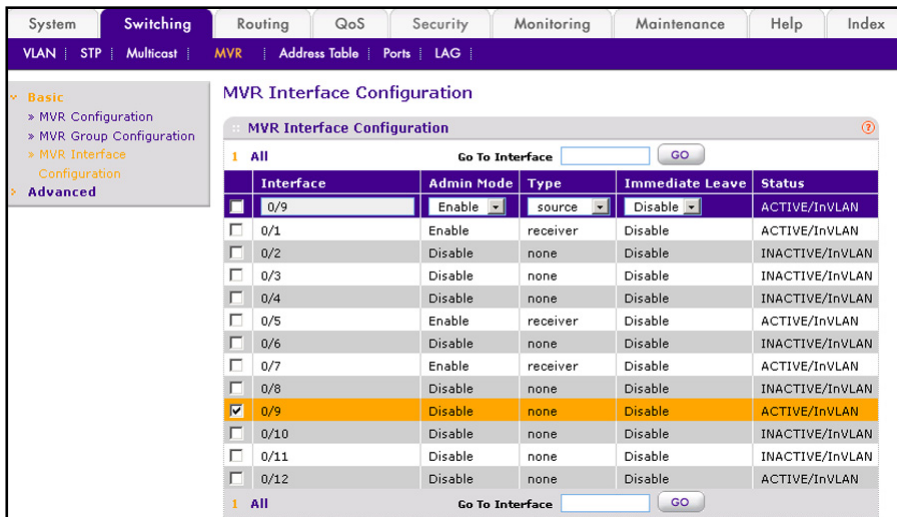 System Switching Routing QoS Security Monitoring Maintenance Help Index
VLAN STP Multicast MVR Address Table Ports LAG
Basic
» MVR Configuration
» MVR Group Configuration
» MVR Interface
Configuration
Advanced
MVR Interface Configuration
MVR Interface Configuration ?
1 All Go To Interface GO
Interface Admin Mode Type Immediate Leave Status
0/9 Enable source Disable ACTIVE/InVLAN
0/1 Enable receiver Disable ACTIVE/InVLAN
0/2 Disable none Disable INACTIVE/InVLAN
0/3 Disable none Disable INACTIVE/InVLAN
0/4 Disable none Disable INACTIVE/InVLAN
0/5 Enable receiver Disable ACTIVE/InVLAN
0/6 Disable none Disable INACTIVE/InVLAN
0/7 Enable receiver Disable ACTIVE/InVLAN
0/8 Disable none Disable INACTIVE/InVLAN
0/9 Disable none Disable ACTIVE/InVLAN
0/10 Disable none Disable INACTIVE/InVLAN
0/11 Disable none Disable INACTIVE/InVLAN
0/12 Disable none Disable ACTIVE/InVLAN
1 All Go To Interface GO